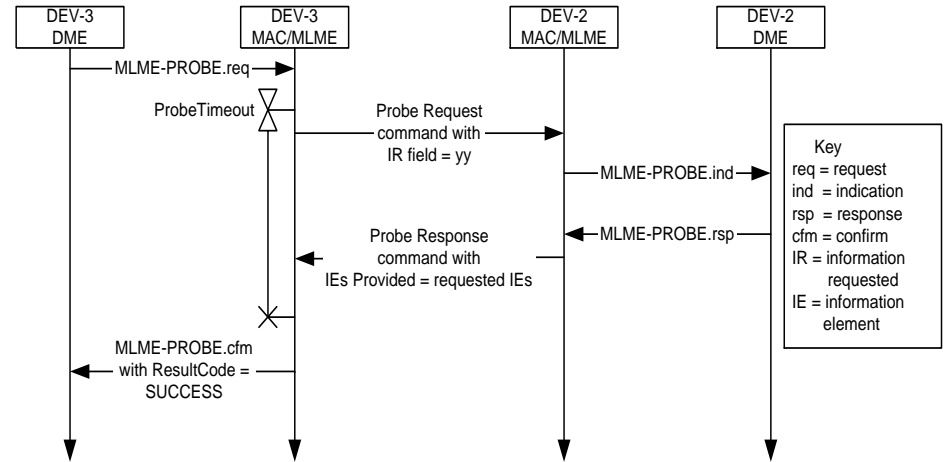 DEV-3
DME
DEV-3
MAC/MLME
DEV-2
MAC/MLME
DEV-2
DME
MLME-PROBE.req
ProbeTimeout
Probe Request
command with
IR field = yy
MLME-PROBE.ind
MLME-PROBE.rsp
Probe Response
command with
IEs Provided = requested IEs
MLME-PROBE.cfm
with ResultCode =
SUCCESS
Key
req = request
ind = indication
rsp = response
cfm = confirm
IR = information
requested
IE = information
element